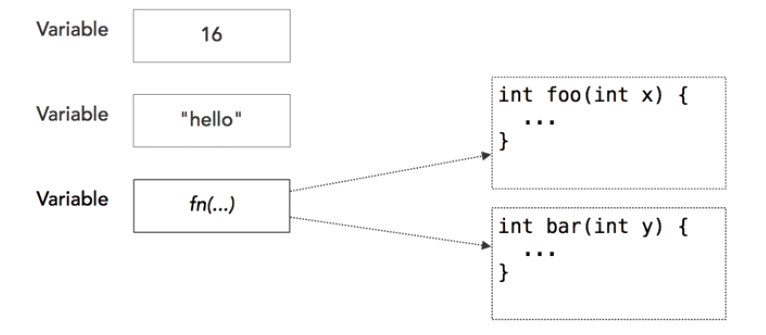 Variable 16
Variable "hello"
Variable fn(...)
int foo(int x) {
...
}
int bar(int y) {
...
}